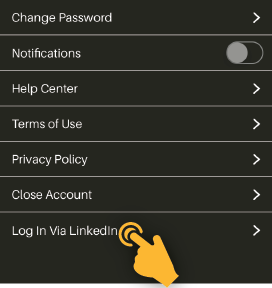 Change Password
Notifications
Help Center
Terms of Use
Privacy Policy
Close Account
Log In Via LinkedIn